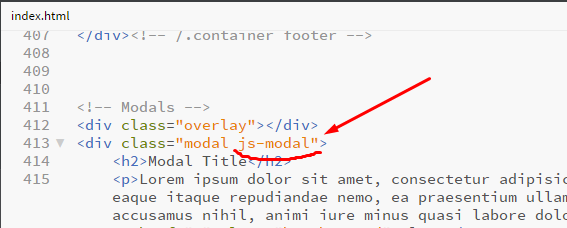 index.html
407 </div><!-- /.container footer -->
408
409
410
411 <!-- Modals -->
412 <div class="overlay"></div>
413 <div class="modal js-modal">
414 <h2>Modal Title</h2>
415 <p>Lorem ipsum dolor sit amet, consectetur adipisic
eaque itaque repudiandae nemo, ea praesentium ullam
accusamus nihil, animi iure minus quasi labore dolo